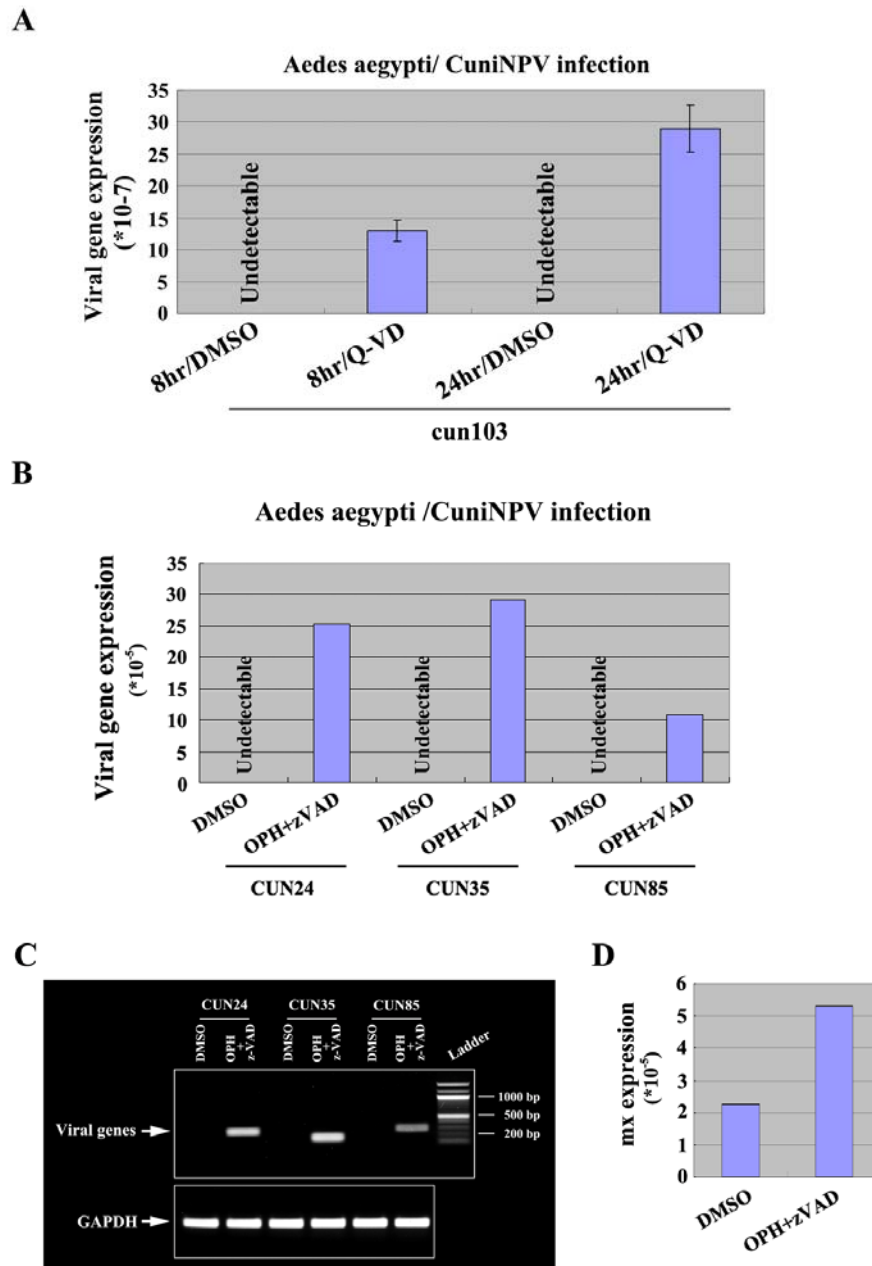 A
Aedes aegypti/ CuniNPV infection
Viral gene expression
(*10-7)
35
30
25
20
15
10
5
0
Undetectable
Undetectable
8hr/DMSO
8hr/Q-VD
24hr/DMSO
24hr/Q-VD
cun103
B
Aedes aegypti /CuniNPV infection
Viral gene expression
(*10⁻⁵)
35
30
25
20
15
10
5
0
Undetectable
Undetectable
Undetectable
DMSO
OPH+zVAD
DMSO
OPH+zVAD
DMSO
OPH+zVAD
CUN24
CUN35
CUN85
C
CUN24 CUN35 CUN85
DMSO
OPH
+
z-VAD
DMSO
OPH
+
z-VAD
DMSO
OPH
+
z-VAD
Ladder
1000 bp
500 bp
200 bp
Viral genes
GAPDH
D
mx expression
(*10⁻⁵)
6
5
4
3
2
1
0
DMSO
OPH+zVAD